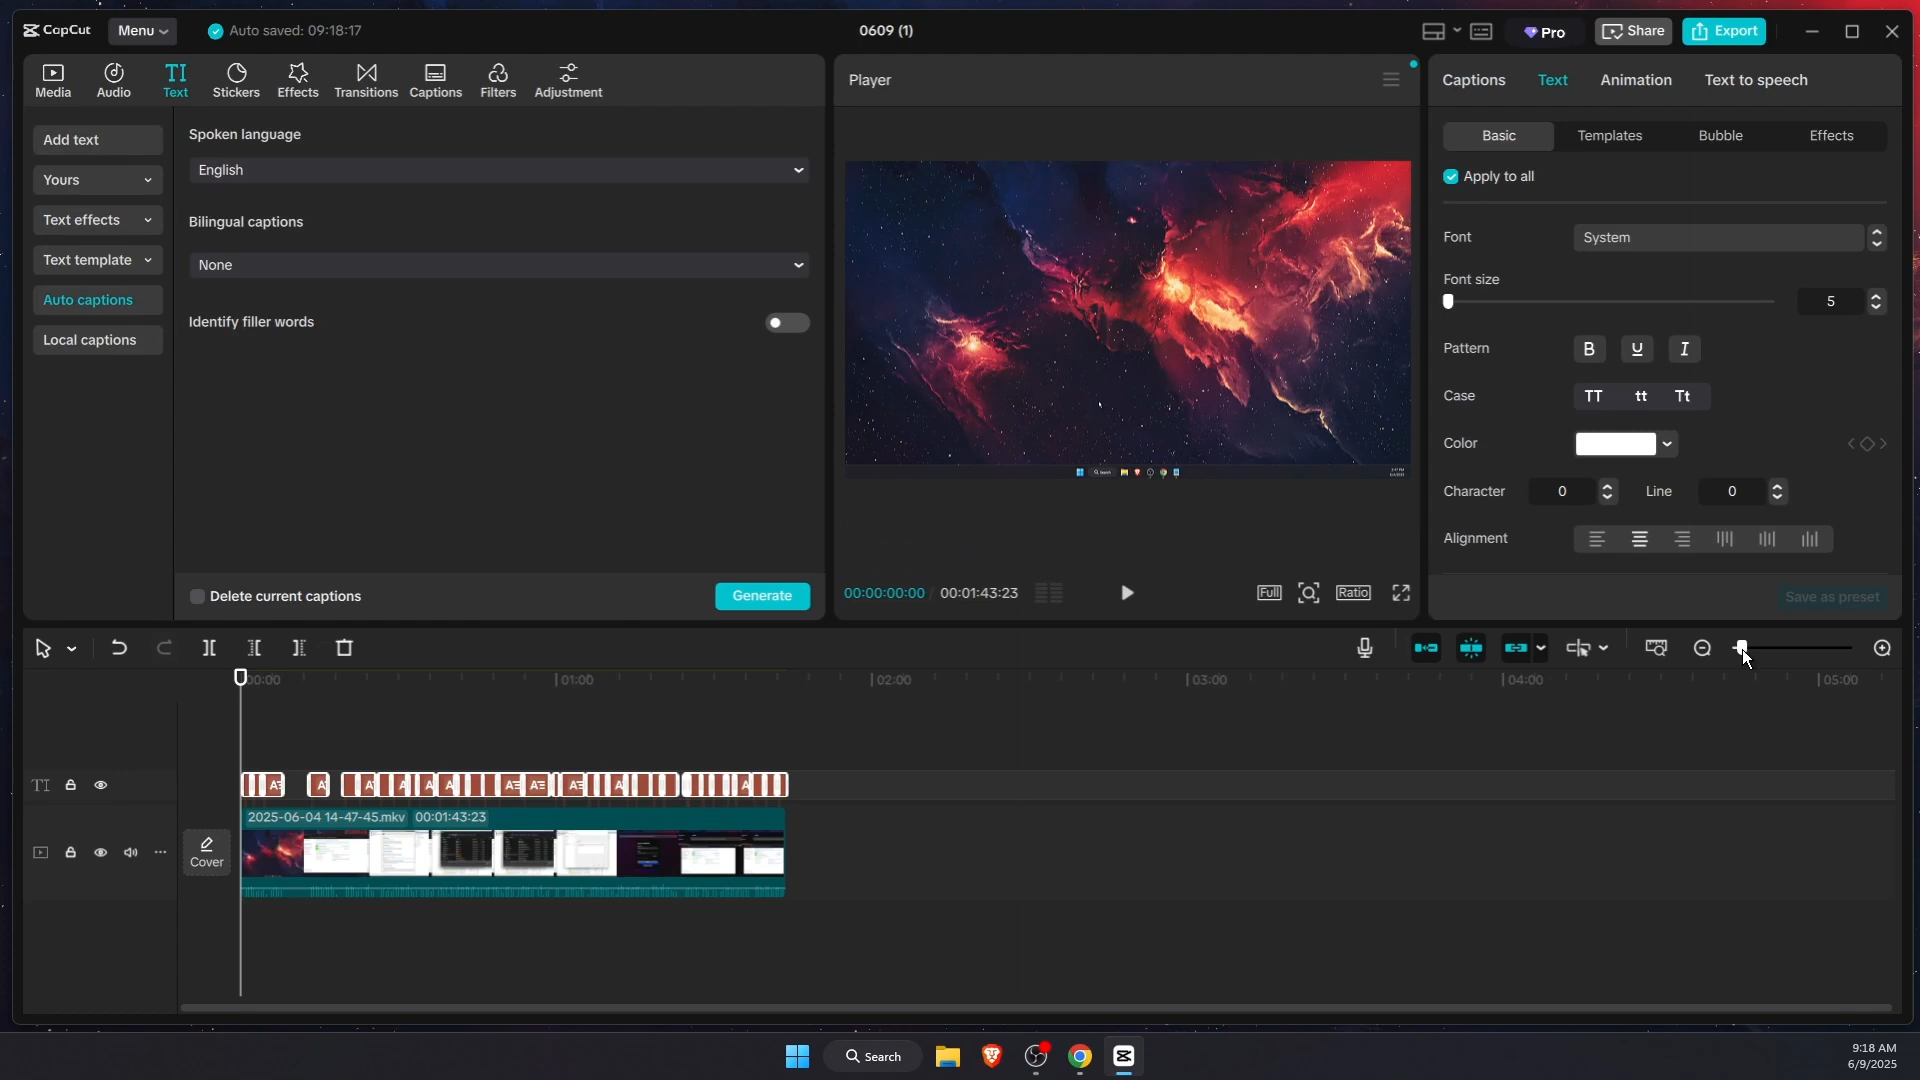 CapCut
Menu
Auto saved: 09:18:17
0609 (1)
Pro
Share
Export
Media
Audio
Text
Stickers
Effects
Transitions
Captions
Filters
Adjustment
Player
Captions
Text
Animation
Text to speech
Add text
Yours
Text effects
Text template
Auto captions
Local captions
Spoken language
English
Bilingual captions
None
Identify filler words
Delete current captions
Generate
00:00:00:00 / 00:01:43:23
Full
Ratio
Basic
Templates
Bubble
Effects
Apply to all
Font
System
Font size
5
Pattern
B
U
I
Case
TT
tt
Tt
Color
Character
0
Line
0
Alignment
Save as preset
00:00
01:00
02:00
03:00
04:00
05:00
2025-06-04 14-47-45.mkv 00:01:43:23
Cover
Search
9:18 AM
6/9/2025